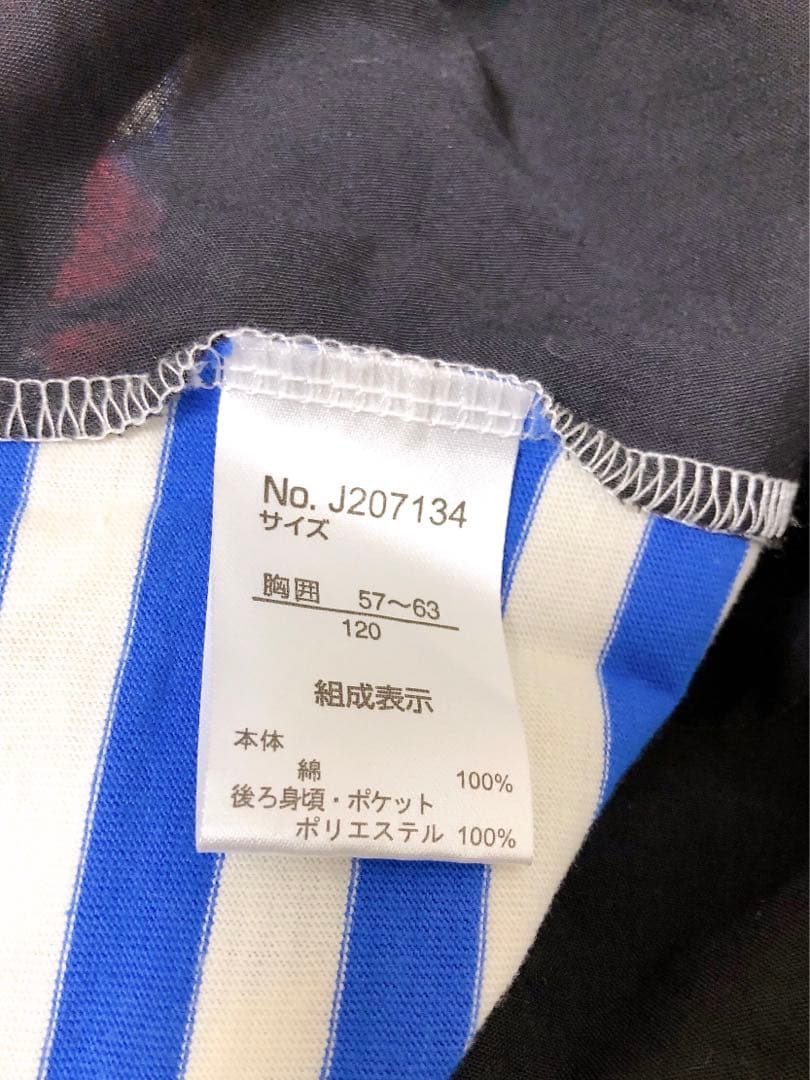 No. J207134
サイズ
胸囲 57～63
120
組成表示
本体
綿 100%
後ろ身頃・ポケット
ポリエステル 100%